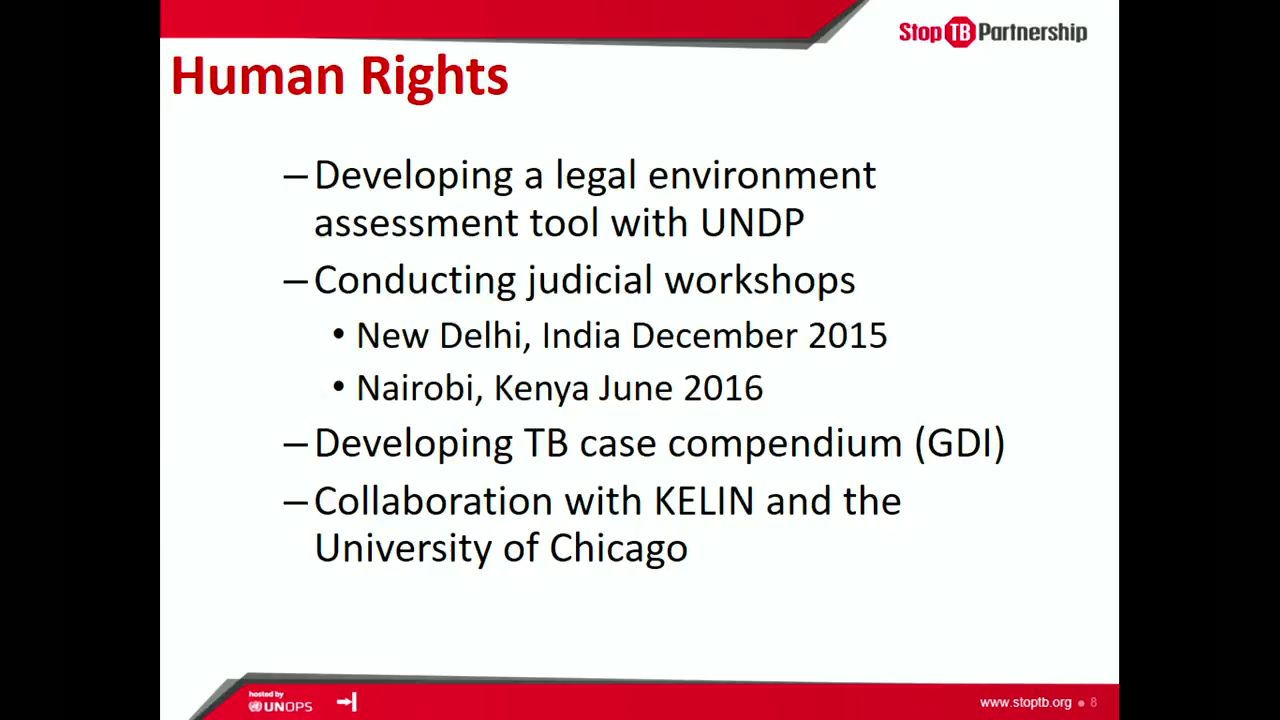 Stop TB Partnership
Human Rights
–Developing a legal environment
assessment tool with UNDP
–Conducting judicial workshops
• New Delhi, India December 2015
• Nairobi, Kenya June 2016
–Developing TB case compendium (GDI)
–Collaboration with KELIN and the
University of Chicago
hosted by
UNOPS
www.stoptb.org ● 8